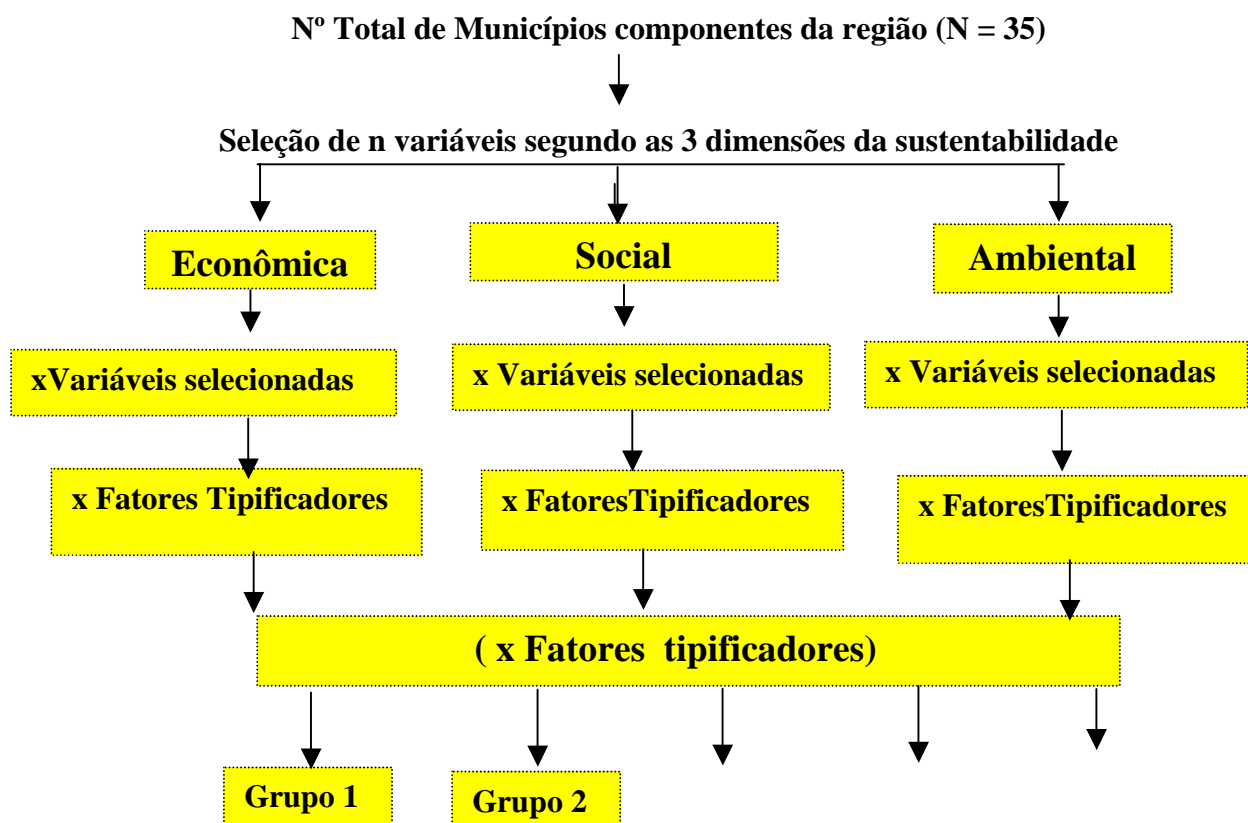 Nº Total de Municípios componentes da região (N = 35)
Seleção de n variáveis segundo as 3 dimensões da sustentabilidade
Econômica
Social
Ambiental
xVariáveis selecionadas
x Variáveis selecionadas
x Variáveis selecionadas
x Fatores Tipificadores
x FatoresTipificadores
x FatoresTipificadores
( x Fatores tipificadores)
Grupo 1
Grupo 2